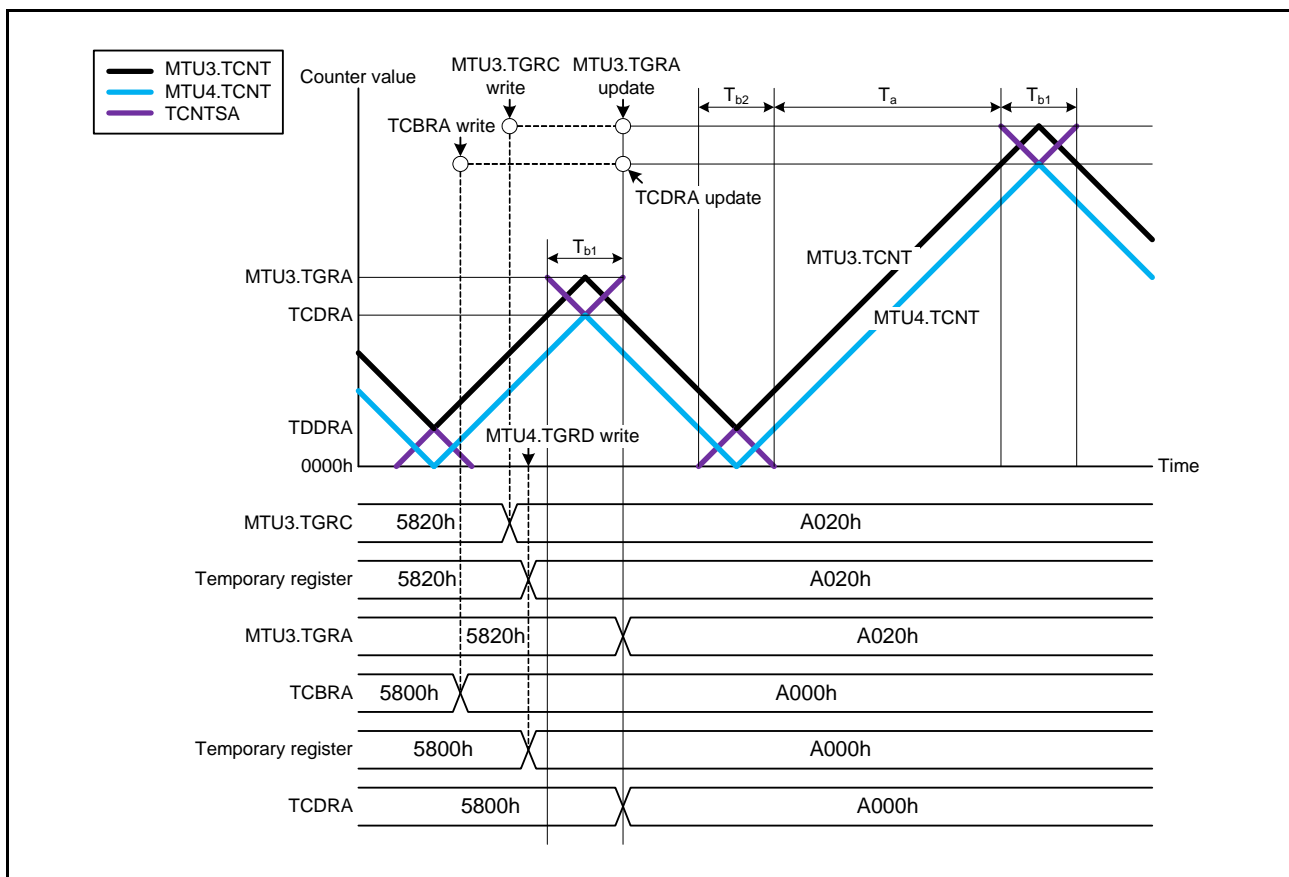 MTU3.TCNT
MTU4.TCNT
TCNTSA
Counter value
MTU3.TGRC
write
MTU3.TGRA
update
TCBRA write
TCDRA update
Tb2
Ta
Tb1
Tb1
MTU3.TGRA
TCDRA
TDDRA
0000h
MTU3.TCNT
MTU4.TCNT
MTU4.TGRD write
Time
MTU3.TGRC
5820h
A020h
Temporary register
5820h
A020h
MTU3.TGRA
5820h
A020h
TCBRA
5800h
A000h
Temporary register
5800h
A000h
TCDRA
5800h
A000h